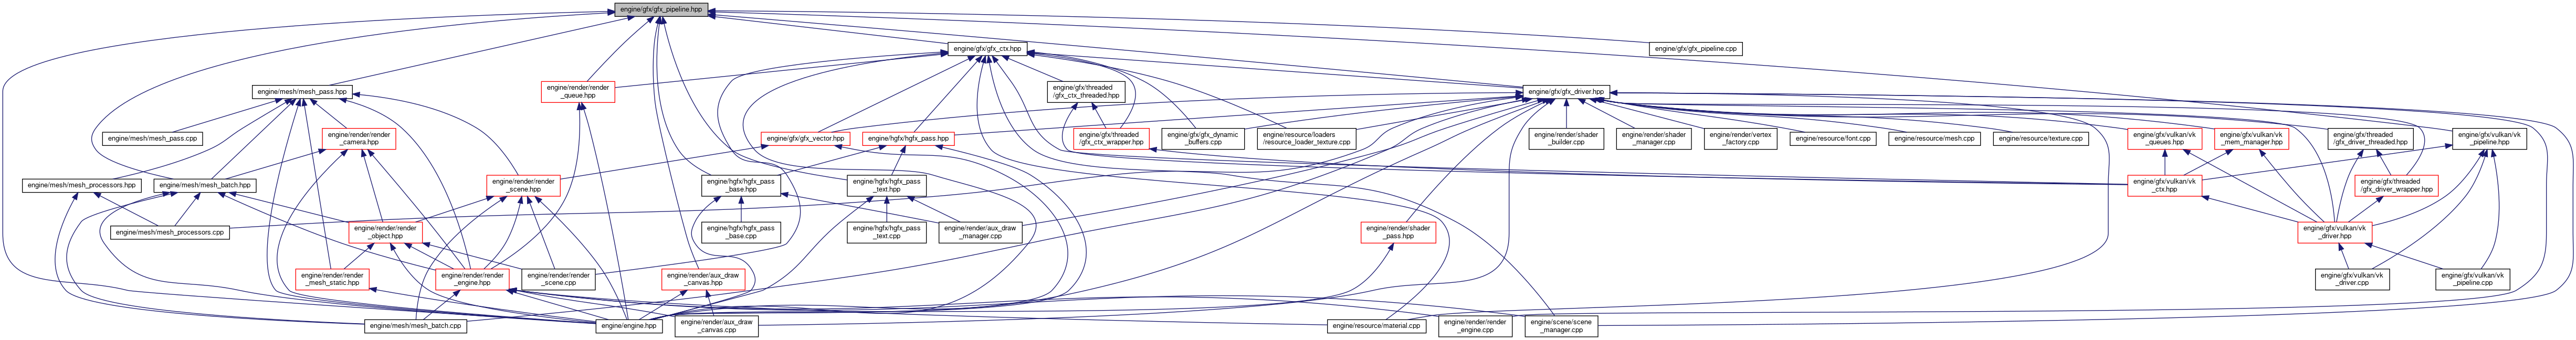 engine/gfx/gfx_pipeline.hpp
engine/gfx/gfx_ctx.hpp
engine/gfx/gfx_pipeline.cpp
engine/mesh/mesh_pass.hpp
engine/render/render
_queue.hpp
engine/gfx/threaded
/gfx_ctx_threaded.hpp
engine/gfx/gfx_driver.hpp
engine/mesh/mesh_pass.cpp
engine/render/render
_camera.hpp
engine/gfx/gfx_vector.hpp
engine/hgfx/hgfx_pass.hpp
engine/gfx/threaded
/gfx_ctx_wrapper.hpp
engine/gfx/gfx_dynamic
_buffers.cpp
engine/resource/loaders
/resource_loader_texture.cpp
engine/render/shader
_builder.cpp
engine/render/shader
_manager.cpp
engine/render/vertex
_factory.cpp
engine/resource/font.cpp
engine/resource/mesh.cpp
engine/resource/texture.cpp
engine/gfx/vulkan/vk
_queues.hpp
engine/gfx/vulkan/vk
_mem_manager.hpp
engine/gfx/threaded
/gfx_driver_threaded.hpp
engine/gfx/vulkan/vk
_pipeline.hpp
engine/mesh/mesh_processors.hpp
engine/mesh/mesh_batch.hpp
engine/render/render
_scene.hpp
engine/hgfx/hgfx_pass
_base.hpp
engine/hgfx/hgfx_pass
_text.hpp
engine/gfx/vulkan/vk
_ctx.hpp
engine/gfx/threaded
/gfx_driver_wrapper.hpp
engine/mesh/mesh_processors.cpp
engine/render/render
_object.hpp
engine/hgfx/hgfx_pass
_base.cpp
engine/hgfx/hgfx_pass
_text.cpp
engine/render/aux_draw
_manager.cpp
engine/render/shader
_pass.hpp
engine/gfx/vulkan/vk
_driver.hpp
engine/render/render
_mesh_static.hpp
engine/render/render
_engine.hpp
engine/render/render
_scene.cpp
engine/render/aux_draw
_canvas.hpp
engine/gfx/vulkan/vk
_driver.cpp
engine/gfx/vulkan/vk
_pipeline.cpp
engine/mesh/mesh_batch.cpp
engine/engine.hpp
engine/render/aux_draw
_canvas.cpp
engine/resource/material.cpp
engine/render/render
_engine.cpp
engine/scene/scene
_manager.cpp